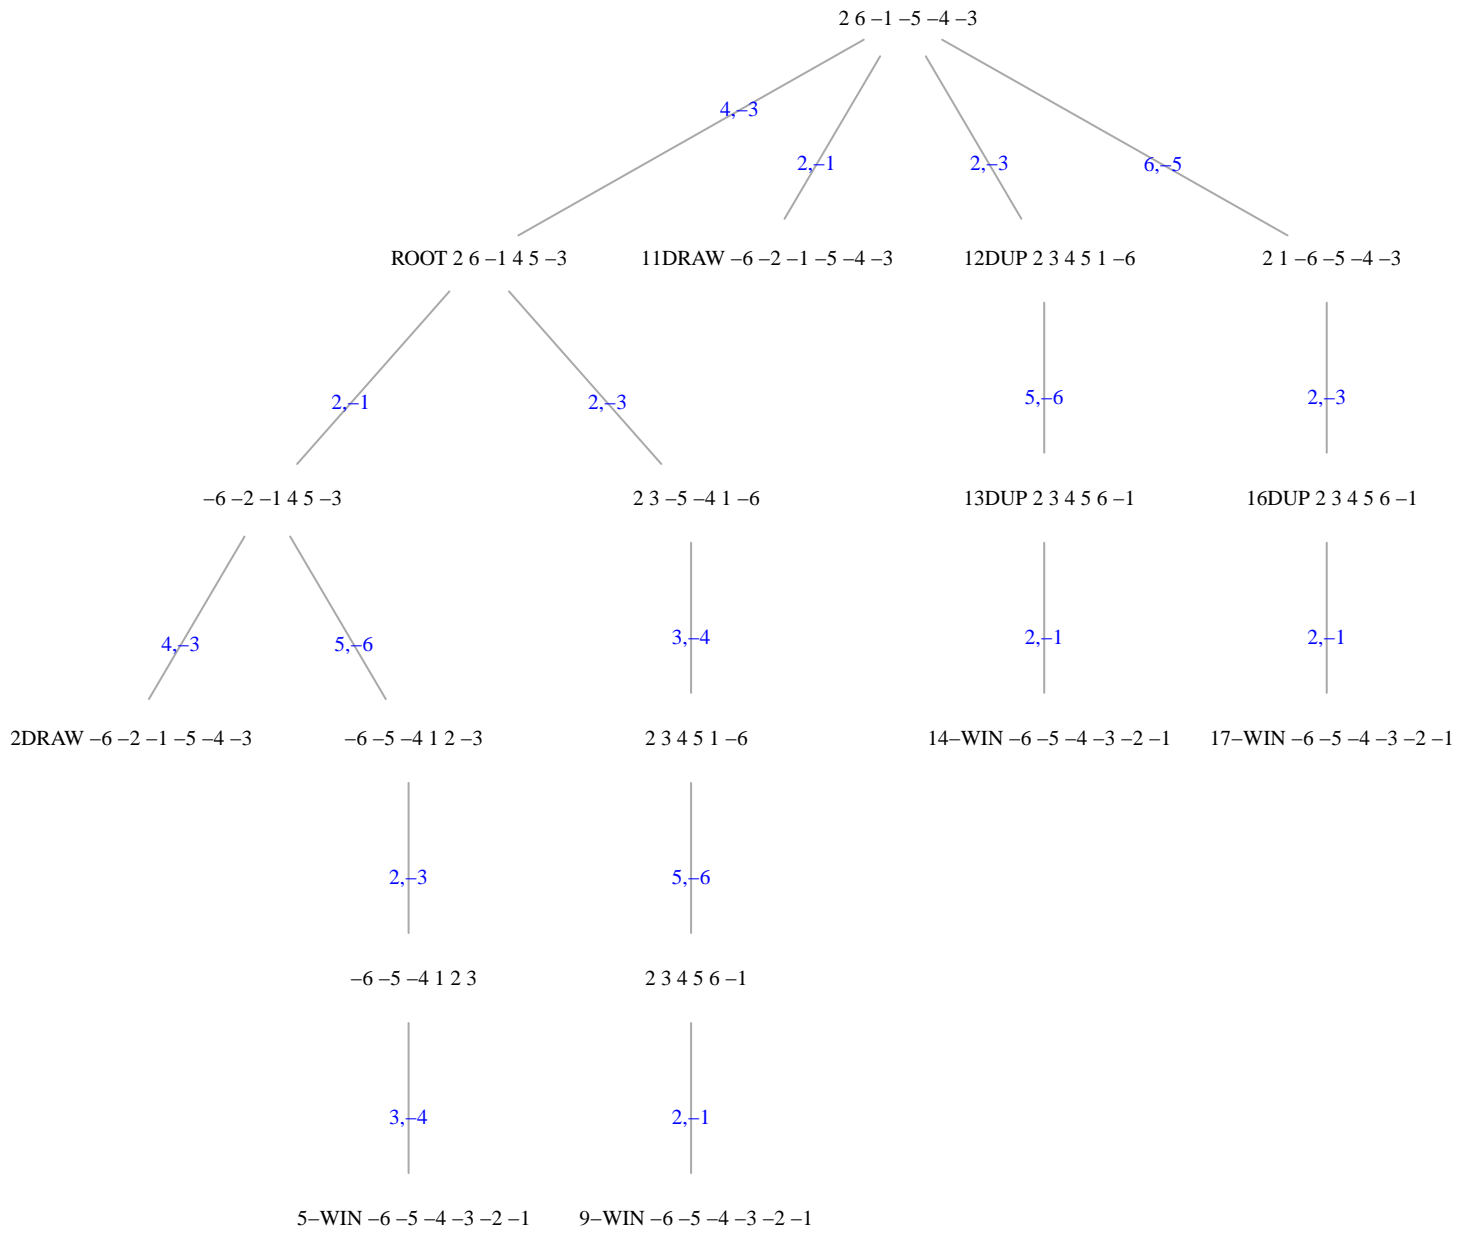 2 6 –1 –5 –4 –3
4,–3
2,–1
2,–3
6,–5
ROOT 2 6 –1 4 5 –3
11DRAW –6 –2 –1 –5 –4 –3
12DUP 2 3 4 5 1 –6
2 1 –6 –5 –4 –3
2,–1
2,–3
5,–6
2,–3
–6 –2 –1 4 5 –3
2 3 –5 –4 1 –6
13DUP 2 3 4 5 6 –1
16DUP 2 3 4 5 6 –1
4,–3
5,–6
3,–4
2,–1
2,–1
2DRAW –6 –2 –1 –5 –4 –3
–6 –5 –4 1 2 –3
2 3 4 5 1 –6
14–WIN –6 –5 –4 –3 –2 –1
17–WIN –6 –5 –4 –3 –2 –1
2,–3
5,–6
–6 –5 –4 1 2 3
2 3 4 5 6 –1
3,–4
2,–1
5–WIN –6 –5 –4 –3 –2 –1
9–WIN –6 –5 –4 –3 –2 –1